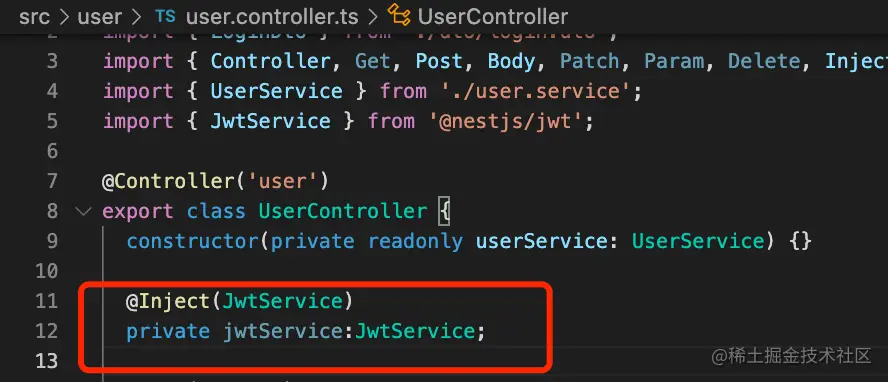 src > user > TS user.controller.ts > UserController
import { LoginDto } from './dto/login.dto';
3 import { Controller, Get, Post, Body, Patch, Param, Delete, Inject
4 import { UserService } from './user.service';
5 import { JwtService } from '@nestjs/jwt';
6
7 @Controller('user')
8 export class UserController {
9 constructor(private readonly userService: UserService) {}
10
11 @Inject(JwtService)
12 private jwtService:JwtService;
13
@稀土掘金技术社区